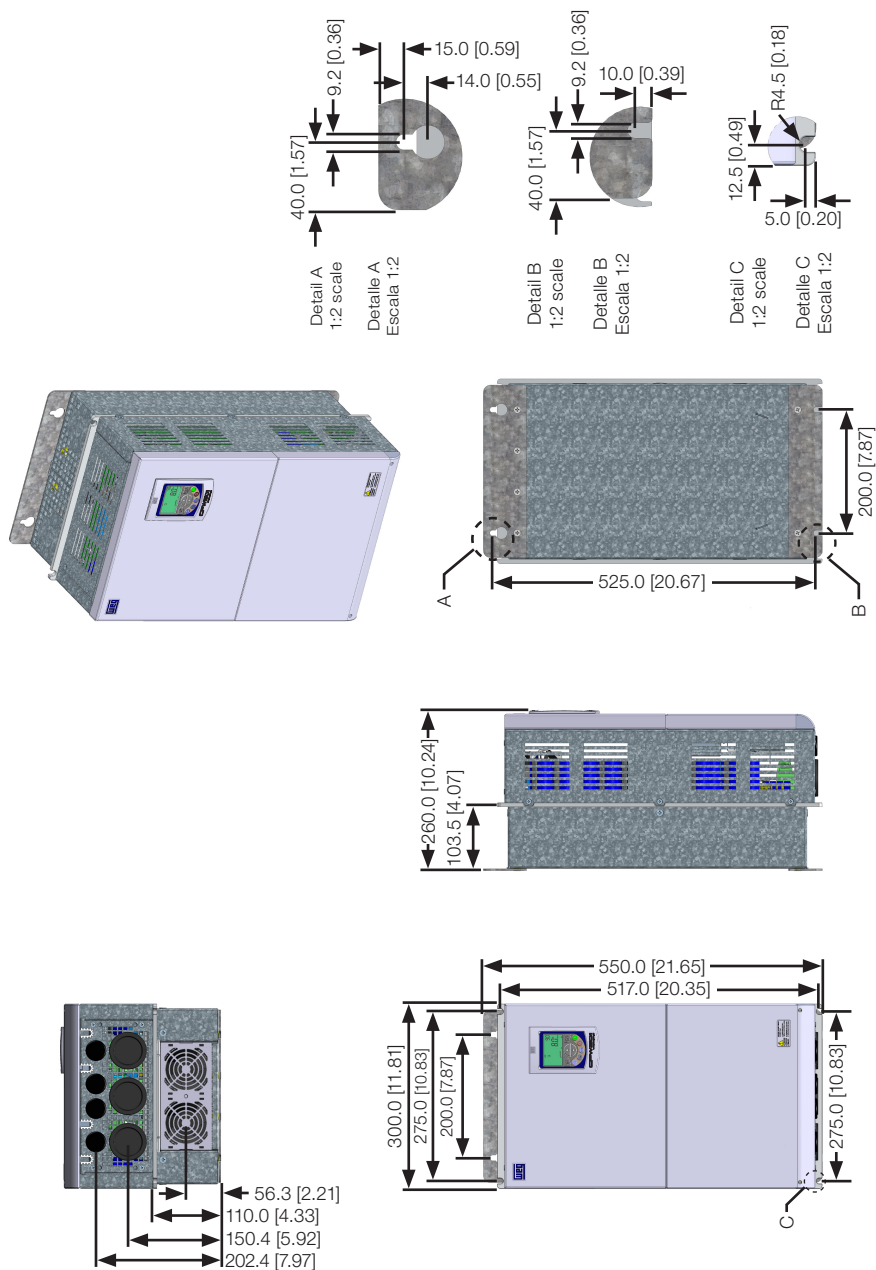 9.2 [0.36]
40.0 [1.57]
15.0 [0.59]
14.0 [0.55]
Detail A
1:2 scale
Detalle A
Escala 1:2
9.2 [0.36]
40.0 [1.57]
10.0 [0.39]
Detail B
1:2 scale
Detalle B
Escala 1:2
R4.5 [0.18]
12.5 [0.49]
5.0 [0.20]
Detail C
1:2 scale
Detalle C
Escala 1:2
A
525.0 [20.67]
200.0 [7.87]
B
260.0 [10.24]
103.5 [4.07]
56.3 [2.21]
110.0 [4.33]
150.4 [5.92]
202.4 [7.97]
550.0 [21.65]
517.0 [20.35]
300.0 [11.81]
275.0 [10.83]
200.0 [7.87]
275.0 [10.83]
C
WEG
WEG